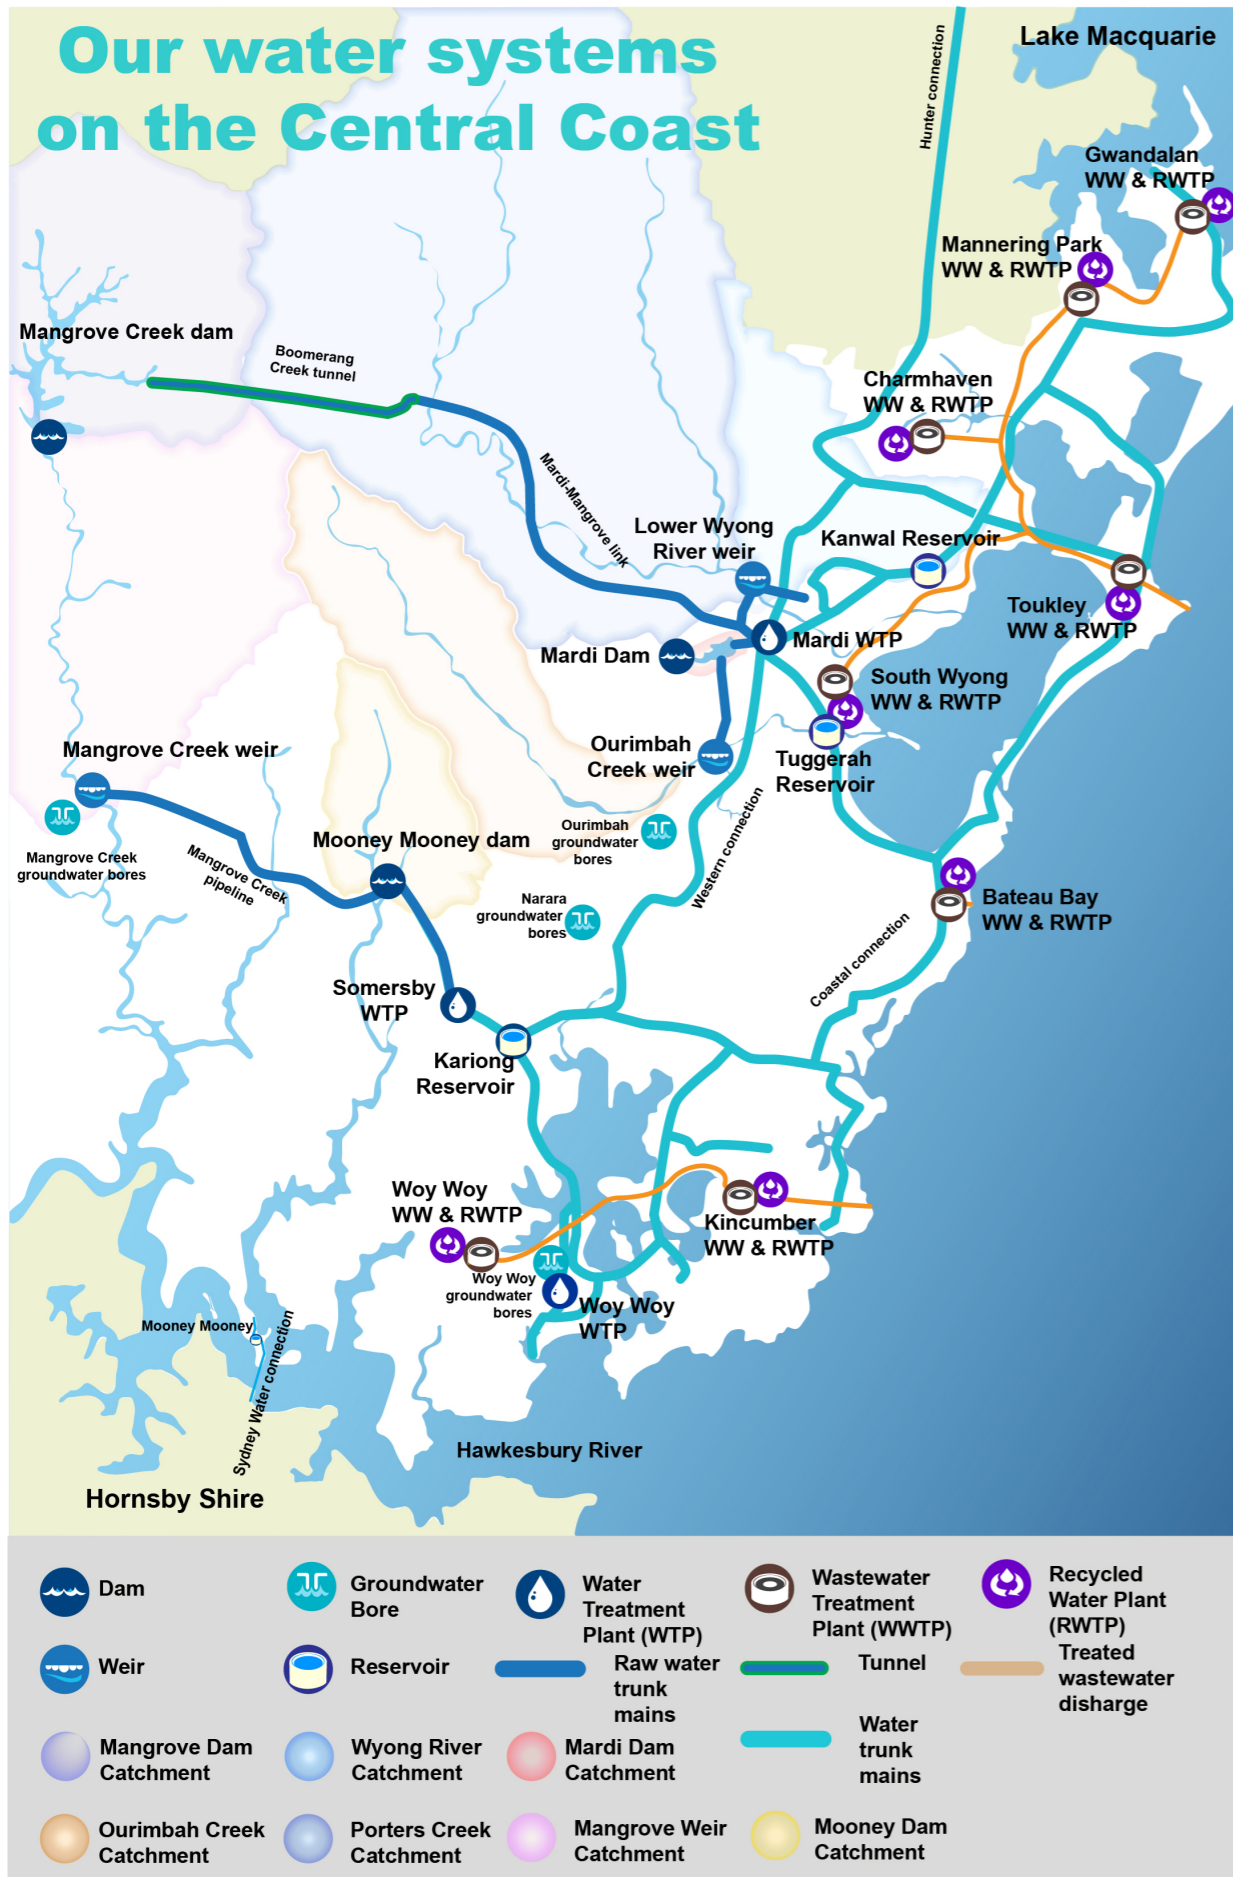 Our water systems
on the Central Coast
Lake Macquarie
Hunter connection
Gwandalan
WW & RWTP
Mannering Park
WW & RWTP
Mangrove Creek dam
Boomerang
Creek tunnel
Charmhaven
WW & RWTP
Mardi-Mangrove link
Lower Wyong
River weir
Kanwal Reservoir
Toukley
WW & RWTP
Mardi WTP
Mardi Dam
South Wyong
WW & RWTP
Ourimbah
Creek weir
Tuggerah
Reservoir
Mangrove Creek weir
Mangrove Creek
groundwater bores
Mangrove Creek
pipeline
Mooney Mooney dam
Ourimbah
groundwater
bores
Western connection
Narara
groundwater
bores
Bateau Bay
WW & RWTP
Coastal connection
Somersby
WTP
Kariong
Reservoir
Woy Woy
WW & RWTP
Kincumber
WW & RWTP
Woy Woy
groundwater
bores
Woy Woy
WTP
Mooney Mooney
Sydney Water connection
Hawkesbury River
Hornsby Shire
Dam
Groundwater
Bore
Water
Treatment
Plant (WTP)
Wastewater
Treatment
Plant (WWTP)
Recycled
Water Plant
(RWTP)
Weir
Reservoir
Raw water
trunk
mains
Tunnel
Treated
wastewater
disharge
Mangrove Dam
Catchment
Wyong River
Catchment
Mardi Dam
Catchment
Water
trunk
mains
Ourimbah Creek
Catchment
Porters Creek
Catchment
Mangrove Weir
Catchment
Mooney Dam
Catchment